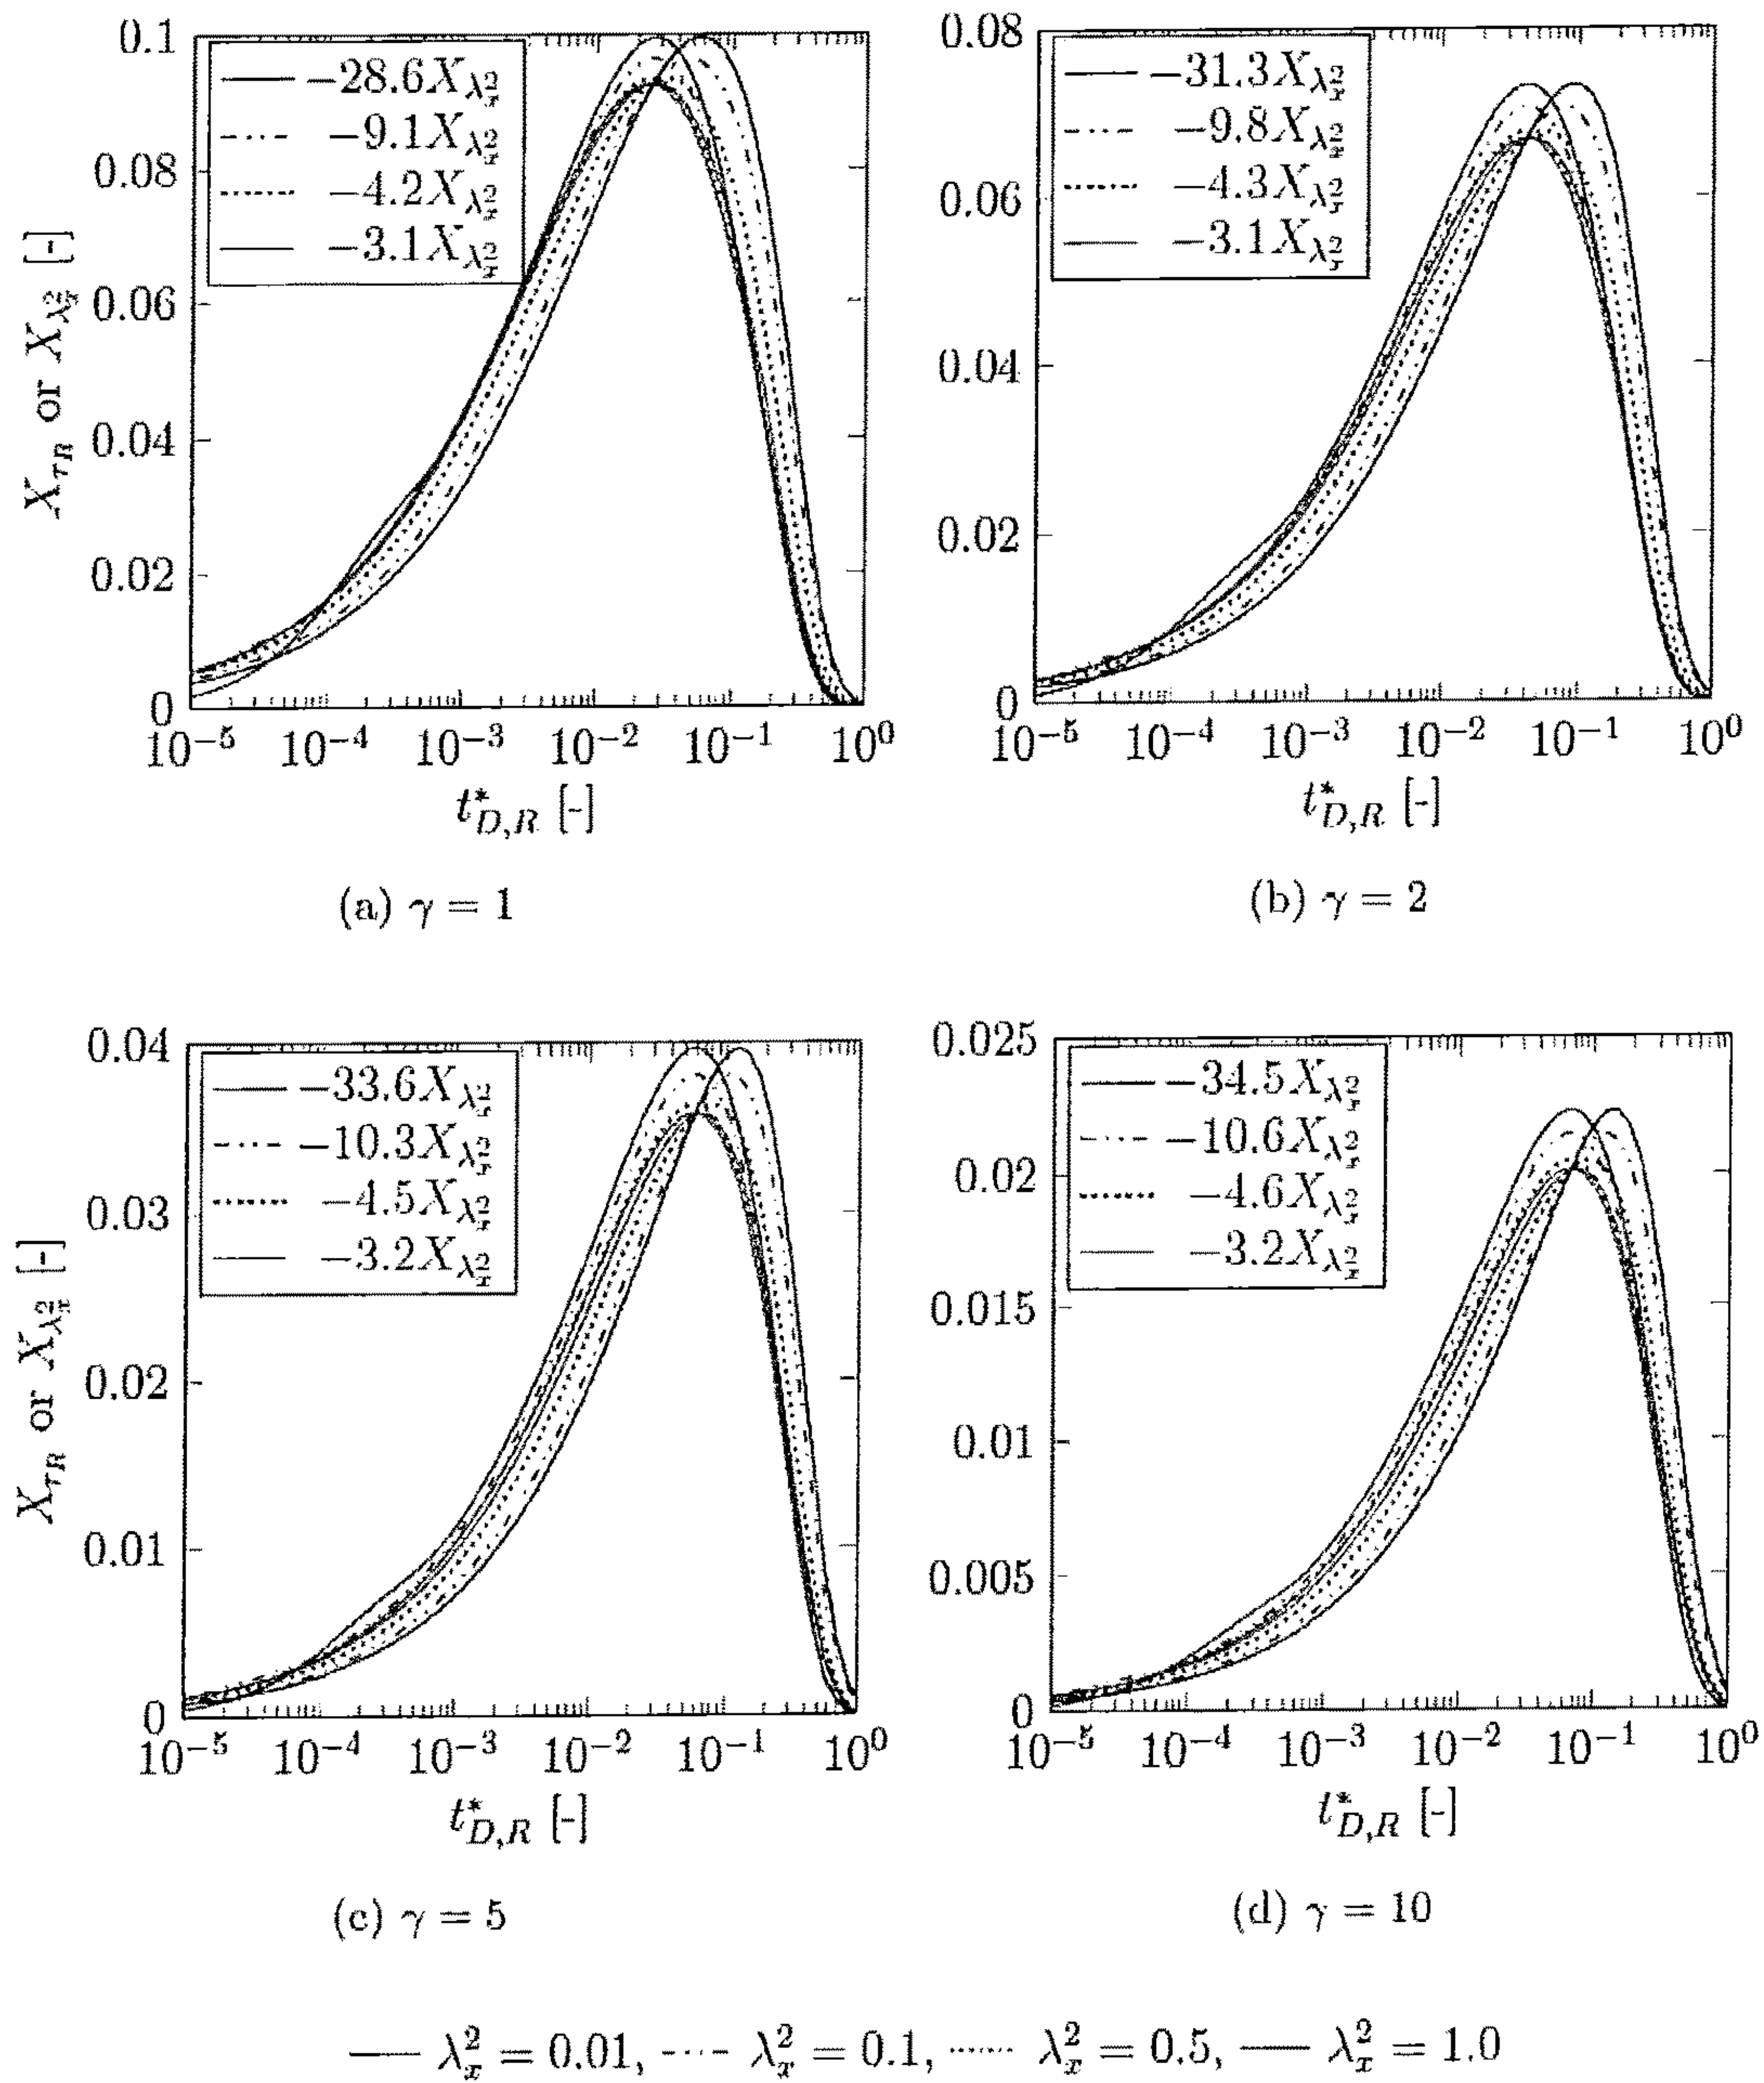 0.1
0.08
0.06
0.04
0.02
0
X_{τ_R} or X_{λ_x^2} [-]
−28.6X_{λ_x^2}
−9.1X_{λ_x^2}
−4.2X_{λ_x^2}
−3.1X_{λ_x^2}
10^{−5} 10^{−4} 10^{−3} 10^{−2} 10^{−1} 10^0
t^*_{D,R} [-]
(a) γ = 1
0.08
0.06
0.04
0.02
0
−31.3X_{λ_x^2}
−9.8X_{λ_x^2}
−4.3X_{λ_x^2}
−3.1X_{λ_x^2}
10^{−5} 10^{−4} 10^{−3} 10^{−2} 10^{−1} 10^0
t^*_{D,R} [-]
(b) γ = 2
0.04
0.03
0.02
0.01
0
X_{τ_R} or X_{λ_x^2} [-]
−33.6X_{λ_x^2}
−10.3X_{λ_x^2}
−4.5X_{λ_x^2}
−3.2X_{λ_x^2}
10^{−5} 10^{−4} 10^{−3} 10^{−2} 10^{−1} 10^0
t^*_{D,R} [-]
(c) γ = 5
0.025
0.02
0.015
0.01
0.005
0
−34.5X_{λ_x^2}
−10.6X_{λ_x^2}
−4.6X_{λ_x^2}
−3.2X_{λ_x^2}
10^{−5} 10^{−4} 10^{−3} 10^{−2} 10^{−1} 10^0
t^*_{D,R} [-]
(d) γ = 10
λ_x^2 = 0.01, λ_x^2 = 0.1, λ_x^2 = 0.5, λ_x^2 = 1.0